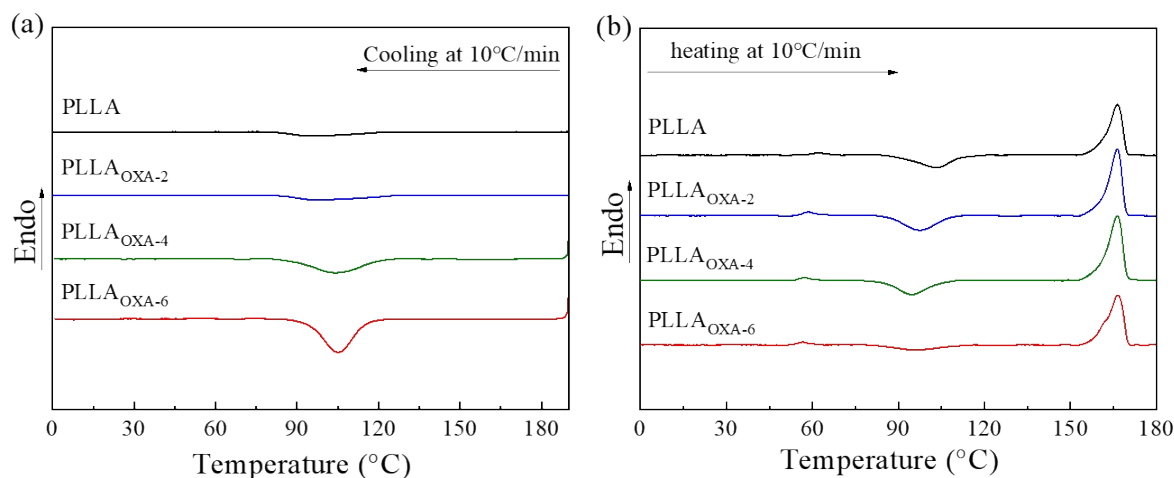 (a)
Cooling at 10°C/min
PLLA
PLLAOXA-2
PLLAOXA-4
PLLAOXA-6
Endo
0 30 60 90 120 150 180
Temperature (°C)
(b)
heating at 10°C/min
PLLA
PLLAOXA-2
PLLAOXA-4
PLLAOXA-6
Endo
0 30 60 90 120 150 180
Temperature (°C)